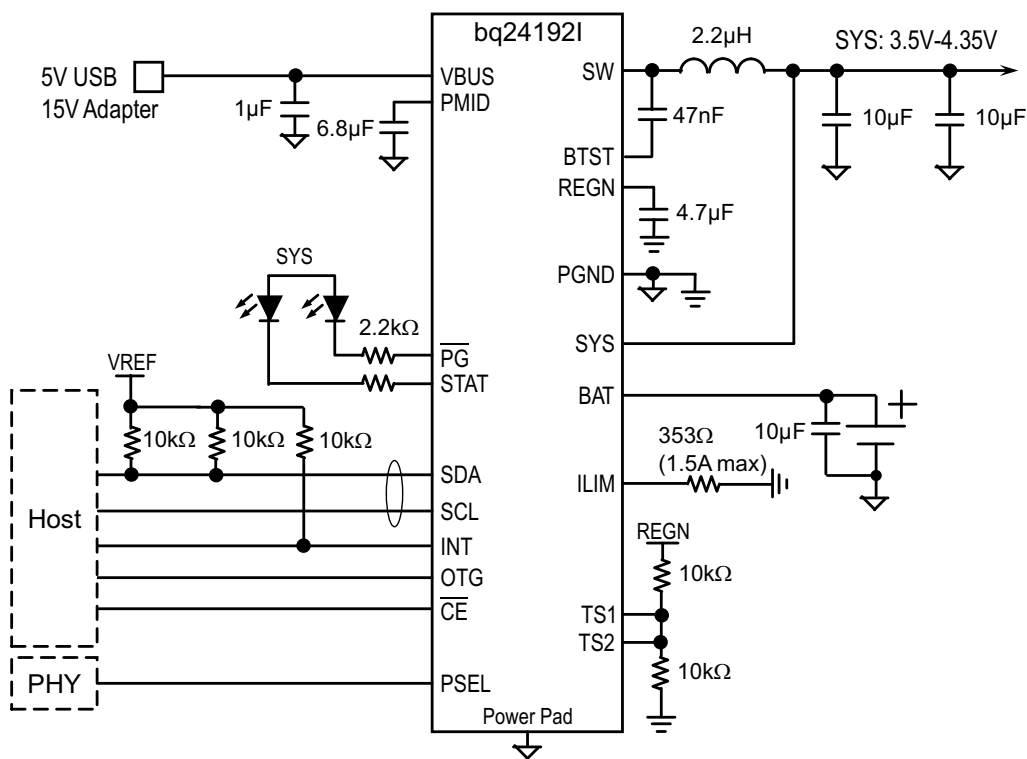 bq24192I
2.2µH
SYS: 3.5V-4.35V
5V USB
15V Adapter
VBUS
SW
PMID
1µF
6.8µF
47nF
10µF
10µF
BTST
REGN
4.7µF
SYS
PGND
2.2kΩ
PG
SYS
VREF
STAT
BAT
10kΩ
10kΩ
10kΩ
353Ω
(1.5A max)
10µF
+
SDA
ILIM
Host
SCL
INT
REGN
OTG
10kΩ
CE
TS1
TS2
PHY
PSEL
10kΩ
Power Pad